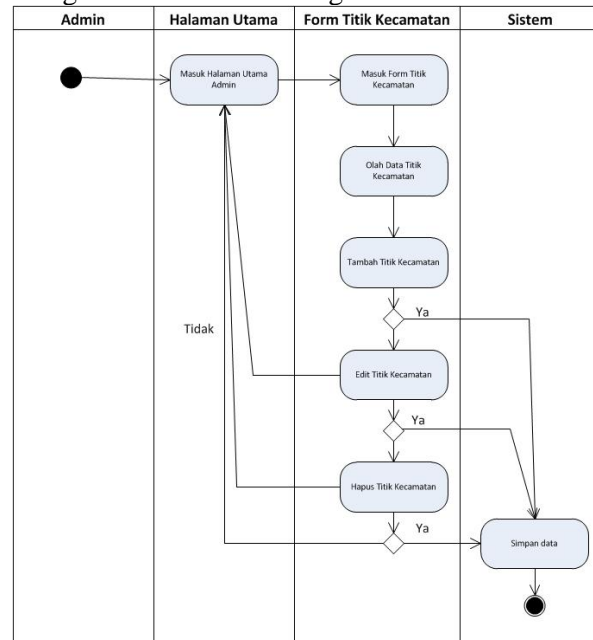 Admin
Halaman Utama
Form Titik Kecamatan
Sistem
Masuk Halaman Utama
Admin
Masuk Form Titik
Kecamatan
Olah Data Titik
Kecamatan
Tambah Titik Kecamatan
Ya
Tidak
Edit Titik Kecamatan
Ya
Hapus Titik Kecamatan
Ya
Simpan data